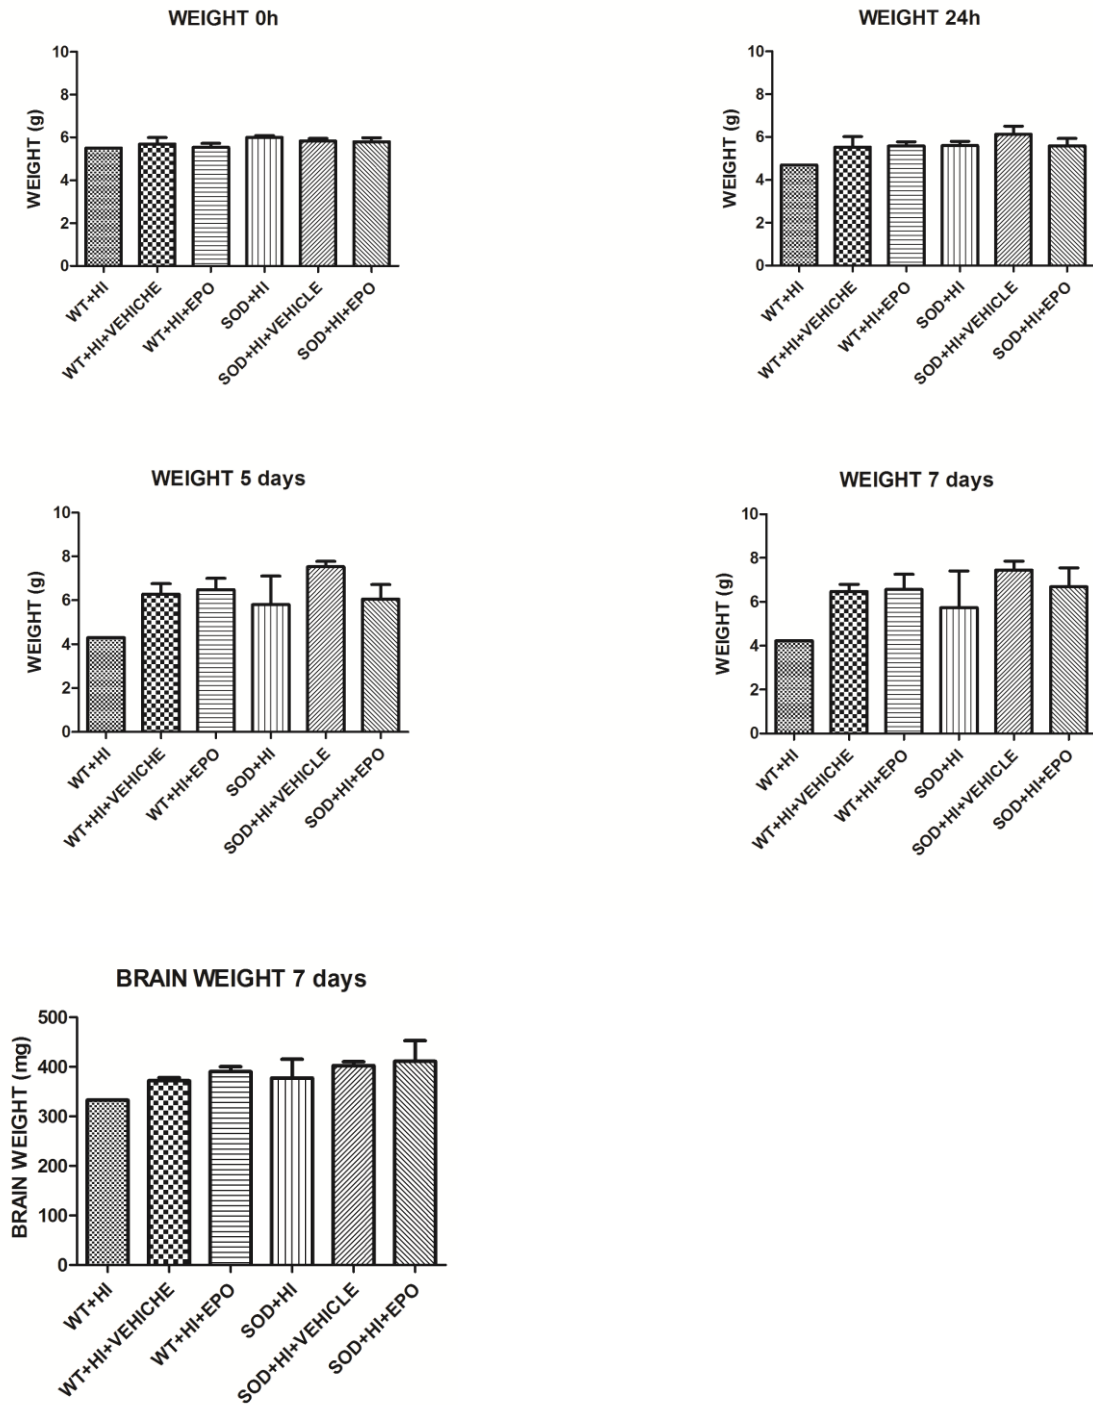 WEIGHT 0h
WEIGHT (g)
10
8
6
4
2
0
WT+HI
WT+HI+VEHICHE
WT+HI+EPO
SOD+HI
SOD+HI+VEHICLE
SOD+HI+EPO
WEIGHT 24h
WEIGHT (g)
10
8
6
4
2
0
WT+HI
WT+HI+VEHICHE
WT+HI+EPO
SOD+HI
SOD+HI+VEHICLE
SOD+HI+EPO
WEIGHT 5 days
WEIGHT (g)
10
8
6
4
2
0
WT+HI
WT+HI+VEHICHE
WT+HI+EPO
SOD+HI
SOD+HI+VEHICLE
SOD+HI+EPO
WEIGHT 7 days
WEIGHT (g)
10
8
6
4
2
0
WT+HI
WT+HI+VEHICHE
WT+HI+EPO
SOD+HI
SOD+HI+VEHICLE
SOD+HI+EPO
BRAIN WEIGHT 7 days
BRAIN WEIGHT (mg)
500
400
300
200
100
0
WT+HI
WT+HI+VEHICHE
WT+HI+EPO
SOD+HI
SOD+HI+VEHICLE
SOD+HI+EPO